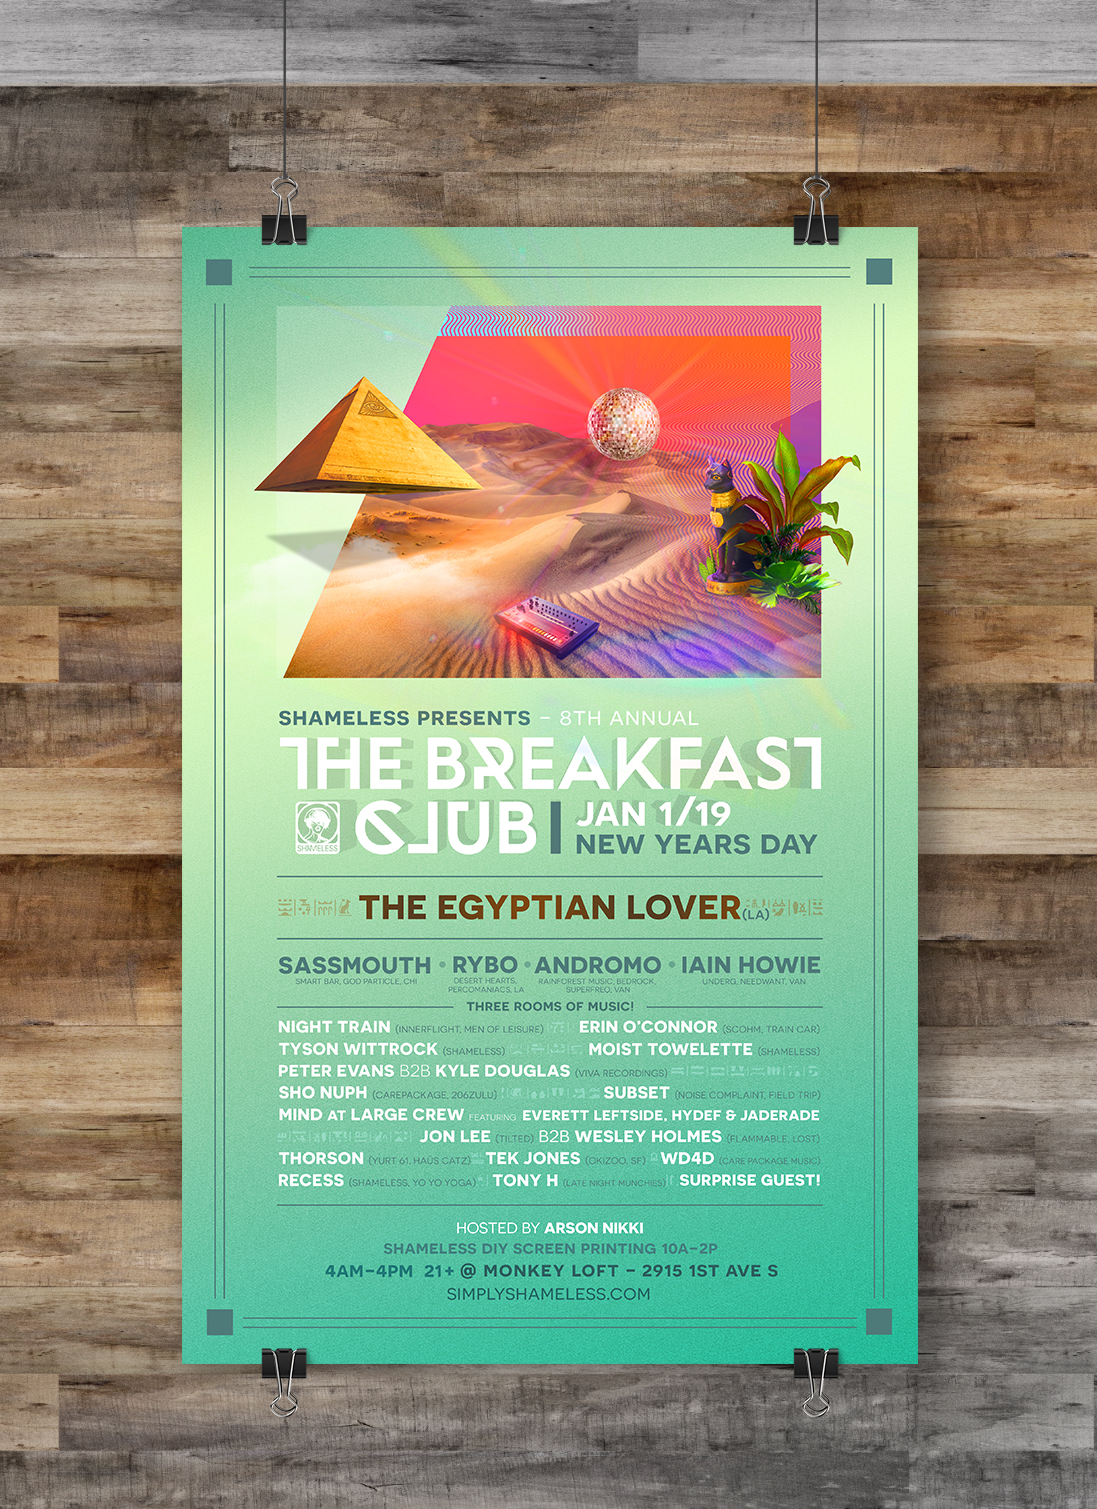 SHAMELESS PRESENTS – 8TH ANNUAL
THE BREAKFAST
CLUB
JAN 1/19
NEW YEARS DAY
SHAMELESS
THE EGYPTIAN LOVER (LA)
SASSMOUTH • RYBO • ANDROMO • IAIN HOWIE
SMART BAR, GOD PARTICLE, CHI
DESERT HEARTS,
PERCOMANIACS, LA
RAINFOREST MUSIC, BEDROCK,
SUPERFREQ, VAN
UNDERG, NEEDWANT, VAN
THREE ROOMS OF MUSIC!
NIGHT TRAIN (INNERFLIGHT, MEN OF LEISURE) ERIN O'CONNOR (SCOHM, TRAIN CAR)
TYSON WITTROCK (SHAMELESS) MOIST TOWELETTE (SHAMELESS)
PETER EVANS B2B KYLE DOUGLAS (VIVA RECORDINGS)
SHO NUPH (CAREPACKAGE, 206ZULU) SUBSET (NOISE COMPLAINT, FIELD TRIP)
MIND AT LARGE CREW FEATURING EVERETT LEFTSIDE, HYDEF & JADERADE
JON LEE (TILTED) B2B WESLEY HOLMES (FLAMMABLE, LOST)
THORSON (YURT 61, HAUS CATZ) TEK JONES (OKIZOO, SF) WD4D (CARE PACKAGE MUSIC)
RECESS (SHAMELESS, YO YO YOGA) TONY H (LATE NIGHT MUNCHIES) SURPRISE GUEST!
HOSTED BY ARSON NIKKI
SHAMELESS DIY SCREEN PRINTING 10A–2P
4AM–4PM 21+ @ MONKEY LOFT – 2915 1ST AVE S
SIMPLYSHAMELESS.COM